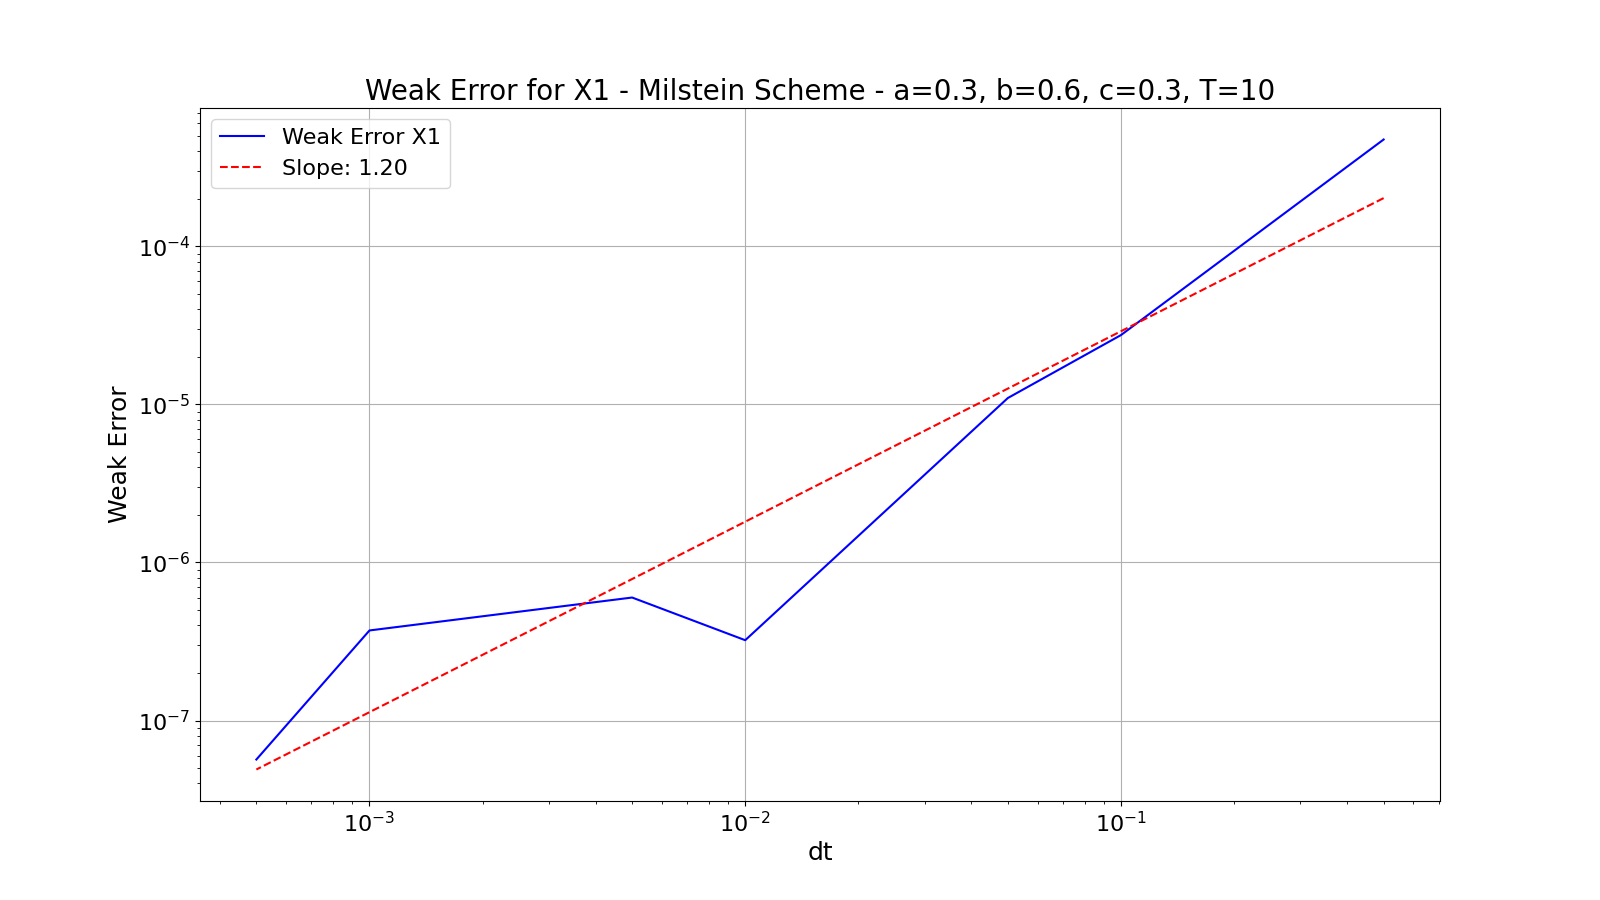 Weak Error for X1 - Milstein Scheme - a=0.3, b=0.6, c=0.3, T=10
Weak Error X1
Slope: 1.20
10⁻⁴
10⁻⁵
10⁻⁶
10⁻⁷
Weak Error
10⁻³ 10⁻² 10⁻¹
dt